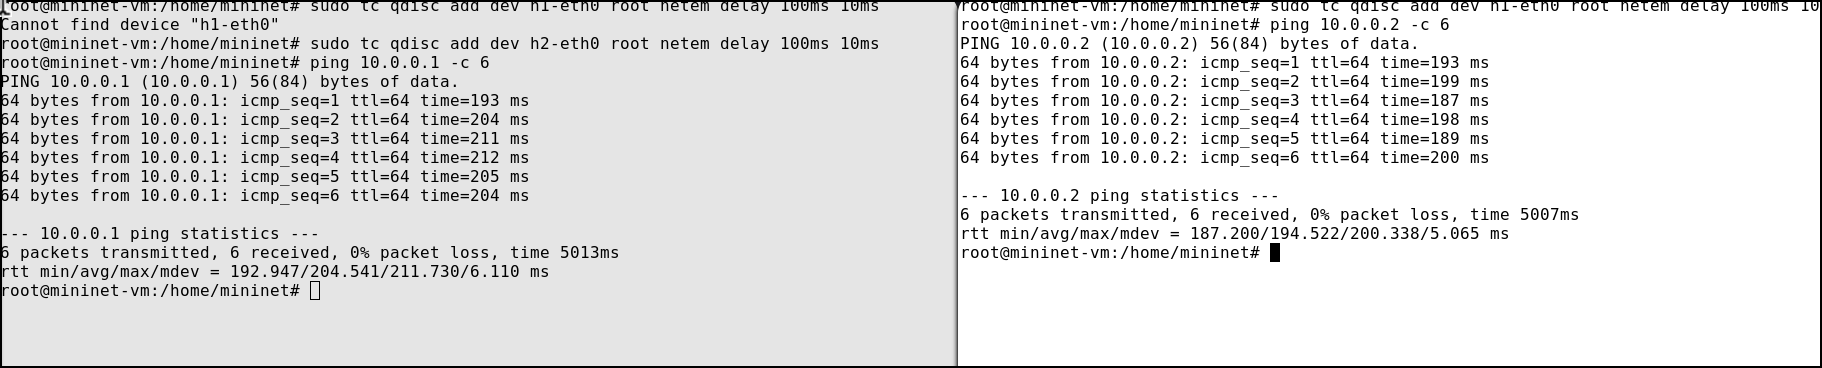 root@mininet-vm:/home/mininet# sudo tc qdisc add dev h1-eth0 root netem delay 100ms 10ms
Cannot find device "h1-eth0"
root@mininet-vm:/home/mininet# sudo tc qdisc add dev h2-eth0 root netem delay 100ms 10ms
root@mininet-vm:/home/mininet# ping 10.0.0.1 -c 6
PING 10.0.0.1 (10.0.0.1) 56(84) bytes of data.
64 bytes from 10.0.0.1: icmp_seq=1 ttl=64 time=193 ms
64 bytes from 10.0.0.1: icmp_seq=2 ttl=64 time=204 ms
64 bytes from 10.0.0.1: icmp_seq=3 ttl=64 time=211 ms
64 bytes from 10.0.0.1: icmp_seq=4 ttl=64 time=212 ms
64 bytes from 10.0.0.1: icmp_seq=5 ttl=64 time=205 ms
64 bytes from 10.0.0.1: icmp_seq=6 ttl=64 time=204 ms
--- 10.0.0.1 ping statistics ---
6 packets transmitted, 6 received, 0% packet loss, time 5013ms
rtt min/avg/max/mdev = 192.947/204.541/211.730/6.110 ms
root@mininet-vm:/home/mininet#
root@mininet-vm:/home/mininet# sudo tc qdisc add dev h1-eth0 root netem delay 100ms 10
root@mininet-vm:/home/mininet# ping 10.0.0.2 -c 6
PING 10.0.0.2 (10.0.0.2) 56(84) bytes of data.
64 bytes from 10.0.0.2: icmp_seq=1 ttl=64 time=193 ms
64 bytes from 10.0.0.2: icmp_seq=2 ttl=64 time=199 ms
64 bytes from 10.0.0.2: icmp_seq=3 ttl=64 time=187 ms
64 bytes from 10.0.0.2: icmp_seq=4 ttl=64 time=198 ms
64 bytes from 10.0.0.2: icmp_seq=5 ttl=64 time=189 ms
64 bytes from 10.0.0.2: icmp_seq=6 ttl=64 time=200 ms
--- 10.0.0.2 ping statistics ---
6 packets transmitted, 6 received, 0% packet loss, time 5007ms
rtt min/avg/max/mdev = 187.200/194.522/200.338/5.065 ms
root@mininet-vm:/home/mininet#